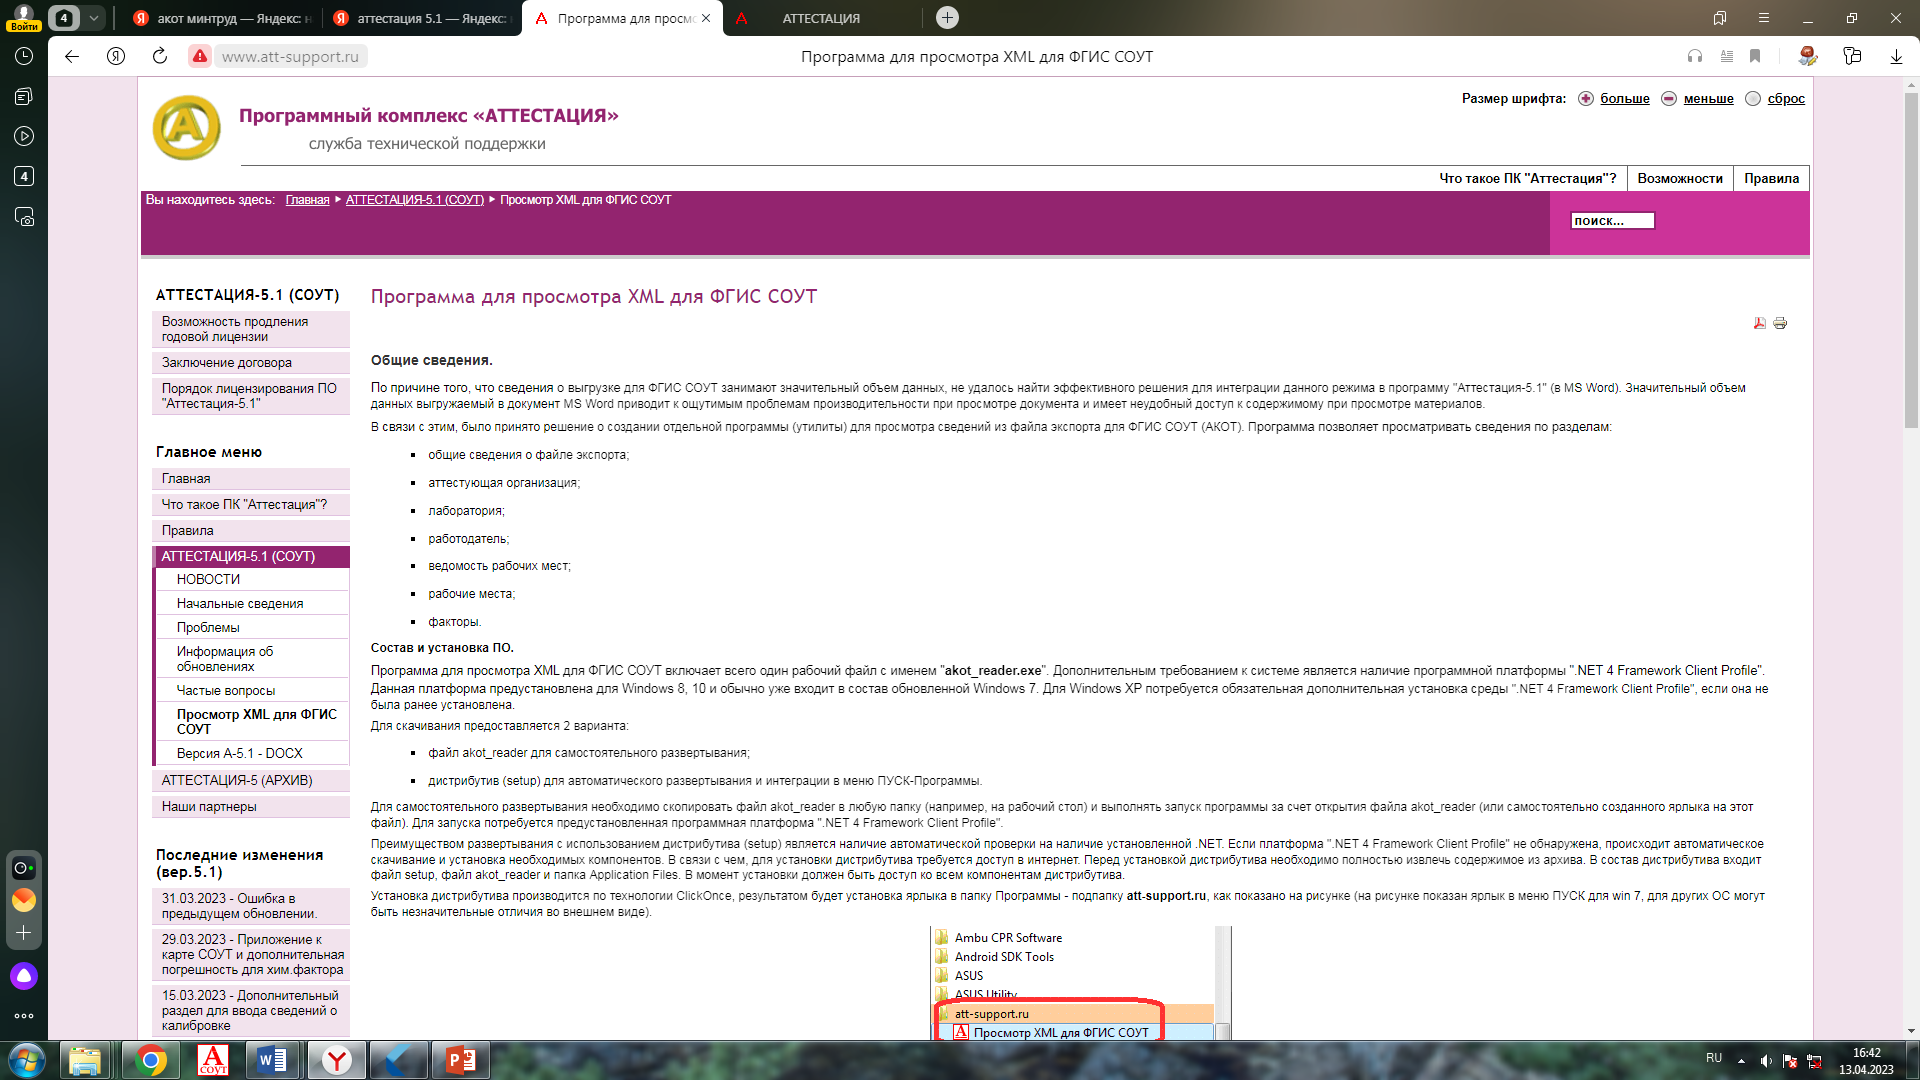 Войти
4
акот минтруд — Яндекс: н
аттестация 5.1 — Яндекс:
Программа для просмо
АТТЕСТАЦИЯ
www.att-support.ru
Программа для просмотра XML для ФГИС СОУТ
4
Программный комплекс «АТТЕСТАЦИЯ»
служба технической поддержки
Размер шрифта: больше меньше сброс
Что такое ПК "Аттестация"? Возможности Правила
Вы находитесь здесь: Главная АТТЕСТАЦИЯ-5.1 (СОУТ) Просмотр XML для ФГИС СОУТ
поиск...
АТТЕСТАЦИЯ-5.1 (СОУТ)
Возможность продления
годовой лицензии
Заключение договора
Порядок лицензирования ПО
"Аттестация-5.1"
Главное меню
Главная
Что такое ПК "Аттестация"?
Правила
АТТЕСТАЦИЯ-5.1 (СОУТ)
НОВОСТИ
Начальные сведения
Проблемы
Информация об
обновлениях
Частые вопросы
Просмотр XML для ФГИС
СОУТ
Версия А-5.1 - DOCX
АТТЕСТАЦИЯ-5 (АРХИВ)
Наши партнеры
Последние изменения
(вер.5.1)
31.03.2023 - Ошибка в
предыдущем обновлении.
29.03.2023 - Приложение к
карте СОУТ и дополнительная
погрешность для хим.фактора
15.03.2023 - Дополнительный
раздел для ввода сведений о
калибровке
Программа для просмотра XML для ФГИС СОУТ
Общие сведения.
По причине того, что сведения о выгрузке для ФГИС СОУТ занимают значительный объем данных, не удалось найти эффективного решения для интеграции данного режима в программу "Аттестация-5.1" (в MS Word). Значительный объем
данных выгружаемый в документ MS Word приводит к ощутимым проблемам производительности при просмотре документа и имеет неудобный доступ к содержимому при просмотре материалов.
В связи с этим, было принято решение о создании отдельной программы (утилиты) для просмотра сведений из файла экспорта для ФГИС СОУТ (АКОТ). Программа позволяет просматривать сведения по разделам:
общие сведения о файле экспорта;
аттестующая организация;
лаборатория;
работодатель;
ведомость рабочих мест;
рабочие места;
факторы.
Состав и установка ПО.
Программа для просмотра XML для ФГИС СОУТ включает всего один рабочий файл с именем "akot_reader.exe". Дополнительным требованием к системе является наличие программной платформы ".NET 4 Framework Client Profile".
Данная платформа предустановлена для Windows 8, 10 и обычно уже входит в состав обновленной Windows 7. Для Windows XP потребуется обязательная дополнительная установка среды ".NET 4 Framework Client Profile", если она не
была ранее установлена.
Для скачивания предоставляется 2 варианта:
файл akot_reader для самостоятельного развертывания;
дистрибутив (setup) для автоматического развертывания и интеграции в меню ПУСК-Программы.
Для самостоятельного развертывания необходимо скопировать файл akot_reader в любую папку (например, на рабочий стол) и выполнять запуск программы за счет открытия файла akot_reader (или самостоятельно созданного ярлыка на этот
файл). Для запуска потребуется предустановленная программная платформа ".NET 4 Framework Client Profile".
Преимуществом развертывания с использованием дистрибутива (setup) является наличие автоматической проверки на наличие установленной .NET. Если платформа ".NET 4 Framework Client Profile" не обнаружена, происходит автоматическое
скачивание и установка необходимых компонентов. В связи с чем, для установки дистрибутива требуется доступ в интернет. Перед установкой дистрибутива необходимо полностью извлечь содержимое из архива. В состав дистрибутива входит
файл setup, файл akot_reader и папка Application Files. В момент установки должен быть доступ ко всем компонентам дистрибутива.
Установка дистрибутива производится по технологии ClickOnce, результатом будет установка ярлыка в папку Программы - подпапку att-support.ru, как показано на рисунке (на рисунке показан ярлык в меню ПУСК для win 7, для других ОС могут
быть незначительные отличия во внешнем виде).
Ambu CPR Software
Android SDK Tools
ASUS
ASUS Utility
att-support.ru
Просмотр XML для ФГИС СОУТ
СОУТ
RU
16:42
13.04.2023